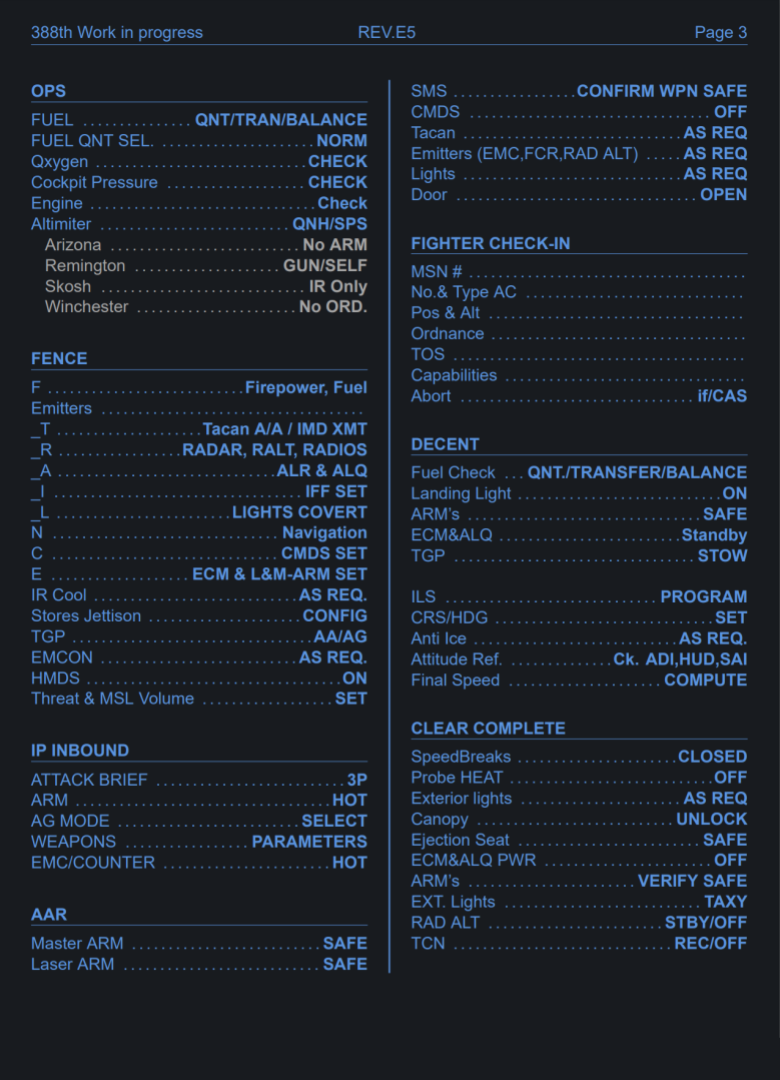 388th Work in progress REV.E5 Page 3
OPS
FUEL .............. QNT/TRAN/BALANCE
FUEL QNT SEL. .................... NORM
Qxygen ............................ CHECK
Cockpit Pressure .................. CHECK
Engine ............................ Check
Altimiter ......................... QNH/SPS
Arizona ......................... No ARM
Remington ................... GUN/SELF
Skosh .......................... IR Only
Winchester ...................... No ORD.
FENCE
F ......................... Firepower, Fuel
Emitters .................................
_T .................. Tacan A/A / IMD XMT
_R ............... RADAR, RALT, RADIOS
_A ............................ ALR & ALQ
_I ................................ IFF SET
_L ...................... LIGHTS COVERT
N ............................. Navigation
C ............................. CMDS SET
E .................. ECM & L&M-ARM SET
IR Cool .......................... AS REQ.
Stores Jettison ................... CONFIG
TGP .............................. AA/AG
EMCON .......................... AS REQ.
HMDS ................................ ON
Threat & MSL Volume ................. SET
IP INBOUND
ATTACK BRIEF ........................ 3P
ARM ................................. HOT
AG MODE ......................... SELECT
WEAPONS ................. PARAMETERS
EMC/COUNTER ...................... HOT
AAR
Master ARM ........................ SAFE
Laser ARM ......................... SAFE
SMS ................ CONFIRM WPN SAFE
CMDS ................................ OFF
Tacan ............................ AS REQ
Emitters (EMC,FCR,RAD ALT) ..... AS REQ
Lights ............................ AS REQ
Door .............................. OPEN
FIGHTER CHECK-IN
MSN # ....................................
No.& Type AC ............................
Pos & Alt .................................
Ordnance .................................
TOS ......................................
Capabilities ...............................
Abort .............................. if/CAS
DECENT
Fuel Check ... QNT./TRANSFER/BALANCE
Landing Light ........................ ON
ARM's .............................. SAFE
ECM&ALQ ........................ Standby
TGP ............................... STOW
ILS ............................ PROGRAM
CRS/HDG ............................ SET
Anti Ice ........................... AS REQ.
Attitude Ref. .............. Ck. ADI,HUD,SAI
Final Speed .................... COMPUTE
CLEAR COMPLETE
SpeedBreaks ..................... CLOSED
Probe HEAT .......................... OFF
Exterior lights ..................... AS REQ
Canopy .......................... UNLOCK
Ejection Seat ....................... SAFE
ECM&ALQ PWR ...................... OFF
ARM's ...................... VERIFY SAFE
EXT. Lights ......................... TAXY
RAD ALT ....................... STBY/OFF
TCN ............................ REC/OFF